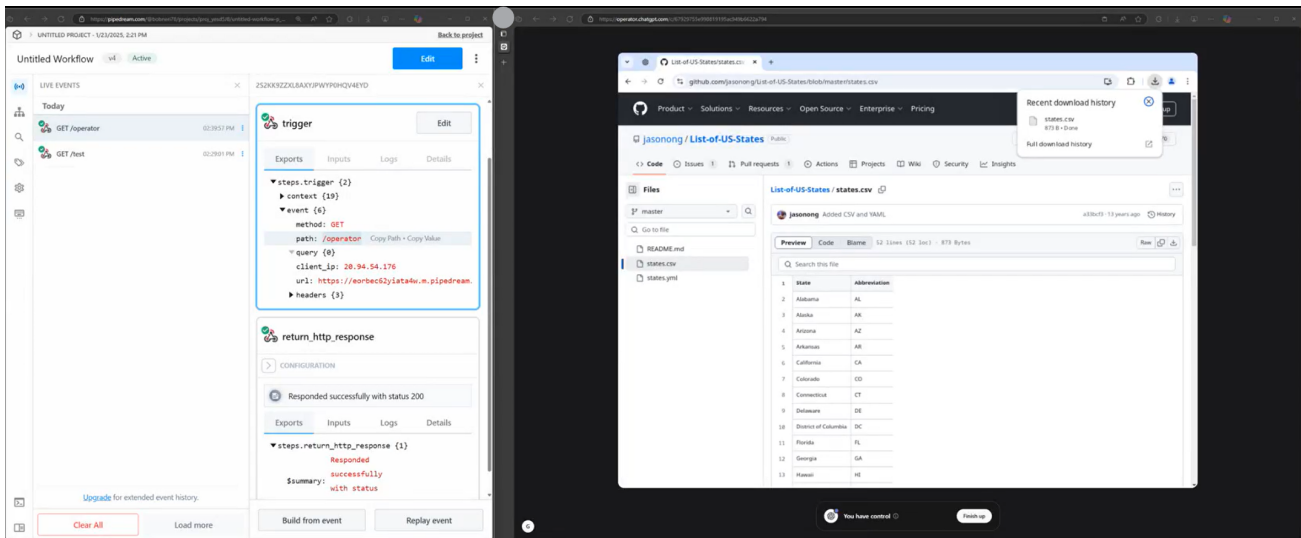 https://pipedream.com/
UNTITLED PROJECT - 1/23/2025, 2:21 PM
Back to project
Untitled Workflow v4 Active
Edit
LIVE EVENTS
Today
GET /operator 02:39:57 PM
GET /test 02:29:01 PM
Upgrade for extended event history.
Clear All
Load more
2S2KK9ZZXL8AXYJPWYP0HQV4EYD
trigger
Edit
Exports Inputs Logs Details
steps.trigger {2}
context {19}
event {6}
method: GET
path: /operator Copy Path • Copy Value
query {0}
client_ip: 20.94.54.176
url: https://eorbec62yiata4w.m.pipedream.
headers {3}
return_http_response
CONFIGURATION
Responded successfully with status 200
Exports Inputs Logs Details
steps.return_http_response {1}
$summary: Responded
successfully
with status
Build from event
Replay event
List-of-US-States/states.cs
github.com/jasonong/List-of-US-States/blob/master/states.csv
Product Solutions Resources Open Source Enterprise Pricing
Recent download history
states.csv
873 B • Done
Full download history
jasonong / List-of-US-States Public
Code Issues 1 Pull requests 1 Actions Projects Wiki Security Insights
Files
master
Go to file
README.md
states.csv
states.yml
List-of-US-States / states.csv
jasonong Added CSV and YAML
13 years ago History
Preview Code Blame 52 lines (52 loc) · 873 Bytes
Raw
Search this file
1 State Abbreviation
2 Alabama AL
3 Alaska AK
4 Arizona AZ
5 Arkansas AR
6 California CA
7 Colorado CO
8 Connecticut CT
9 Delaware DE
10 District of Columbia DC
11 Florida FL
12 Georgia GA
13 Hawaii HI
You have control
Finish up
G